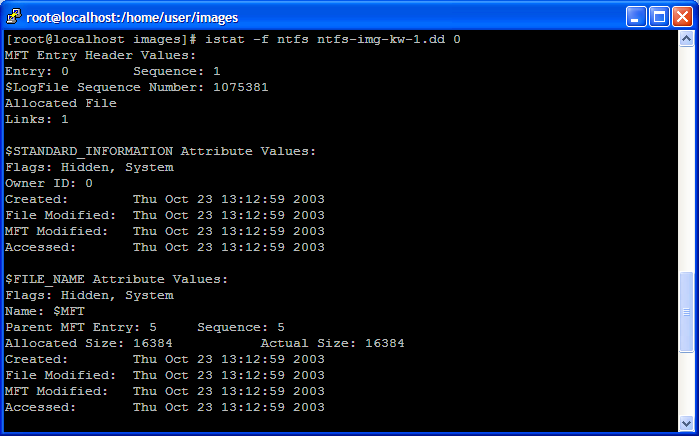 root@localhost:/home/user/images
[root@localhost images]# istat -f ntfs ntfs-img-kw-1.dd 0
MFT Entry Header Values:
Entry: 0        Sequence: 1
$LogFile Sequence Number: 1075381
Allocated File
Links: 1

$STANDARD_INFORMATION Attribute Values:
Flags: Hidden, System
Owner ID: 0
Created:        Thu Oct 23 13:12:59 2003
File Modified:  Thu Oct 23 13:12:59 2003
MFT Modified:   Thu Oct 23 13:12:59 2003
Accessed:       Thu Oct 23 13:12:59 2003

$FILE_NAME Attribute Values:
Flags: Hidden, System
Name: $MFT
Parent MFT Entry: 5     Sequence: 5
Allocated Size: 16384           Actual Size: 16384
Created:        Thu Oct 23 13:12:59 2003
File Modified:  Thu Oct 23 13:12:59 2003
MFT Modified:   Thu Oct 23 13:12:59 2003
Accessed:       Thu Oct 23 13:12:59 2003